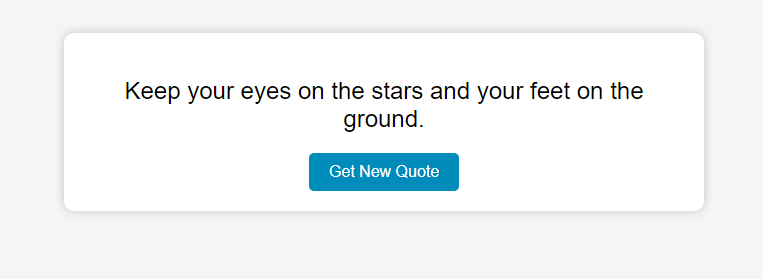 Keep your eyes on the stars and your feet on the
ground.
Get New Quote